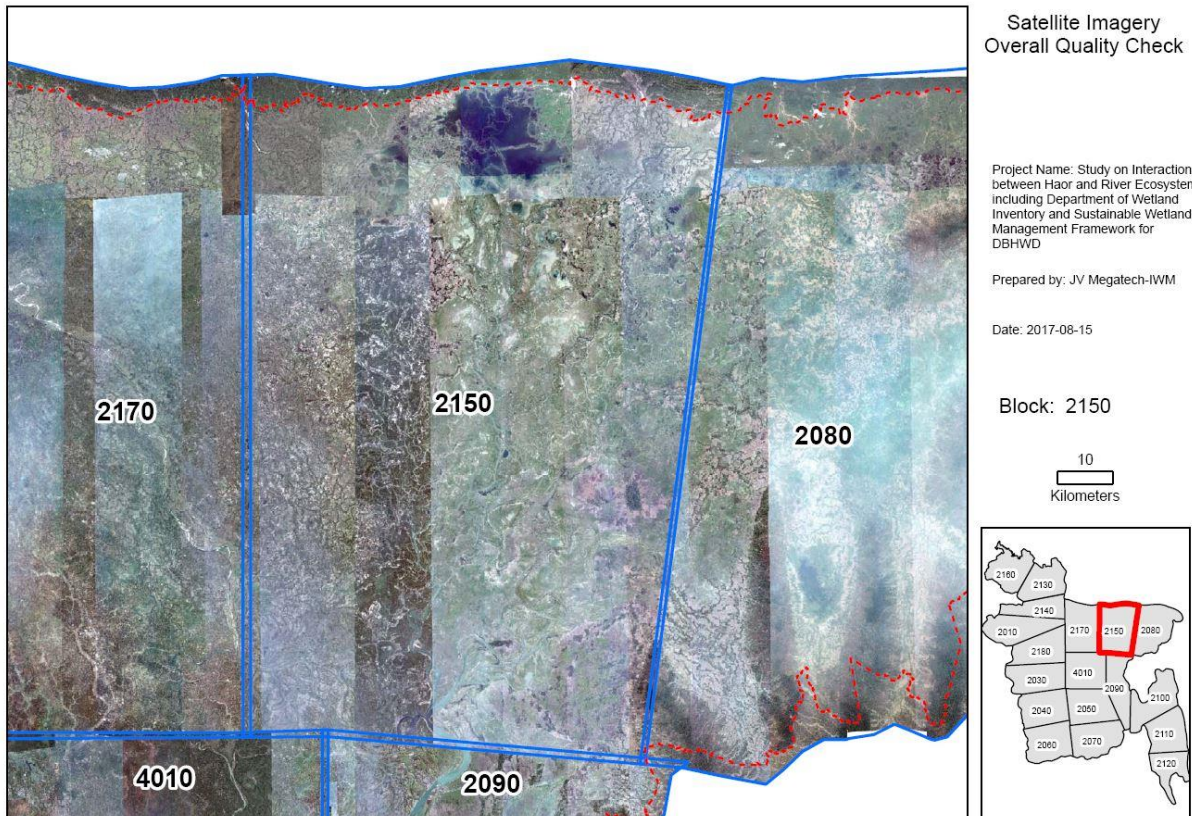 Satellite Imagery
Overall Quality Check
Project Name: Study on Interaction
between Haor and River Ecosystem
including Department of Wetland
Inventory and Sustainable Wetland
Management Framework for
DBHWD
Prepared by: JV Megatech-IWM
Date: 2017-08-15
Block: 2150
10
Kilometers
2170
2150
2080
4010
2090
2160
2130
2140
2010
2170
2150
2080
2180
2030
4010
2090
2100
2040
2050
2110
2060
2070
2120